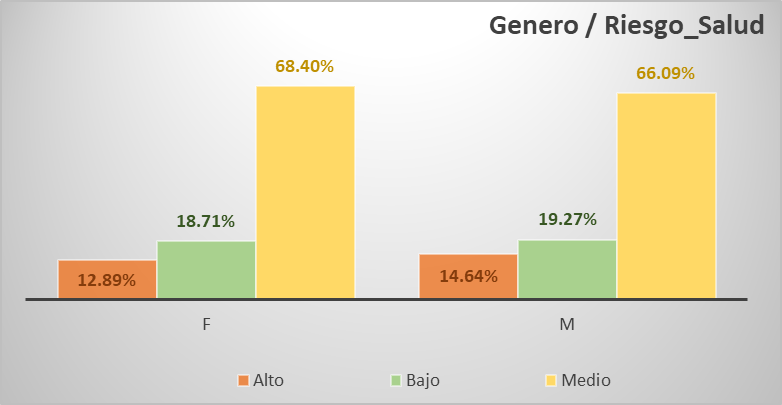 Genero / Riesgo_Salud
68.40%
66.09%
18.71%
19.27%
12.89%
14.64%
F
M
Alto
Bajo
Medio